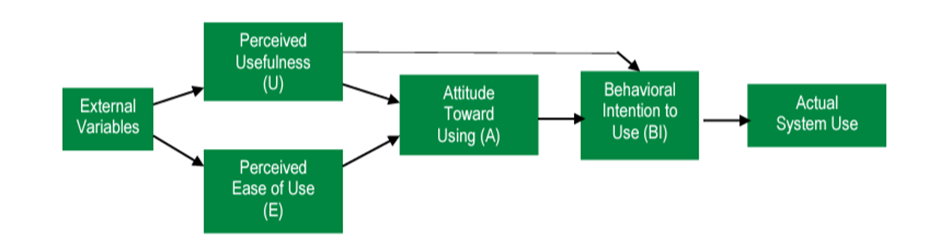 External
Variables
Perceived
Usefulness
(U)
Perceived
Ease of Use
(E)
Attitude
Toward
Using (A)
Behavioral
Intention to
Use (BI)
Actual
System Use